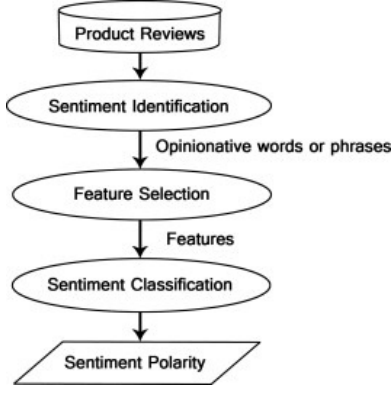 Product Reviews
Sentiment Identification
Opinionative words or phrases
Feature Selection
Features
Sentiment Classification
Sentiment Polarity